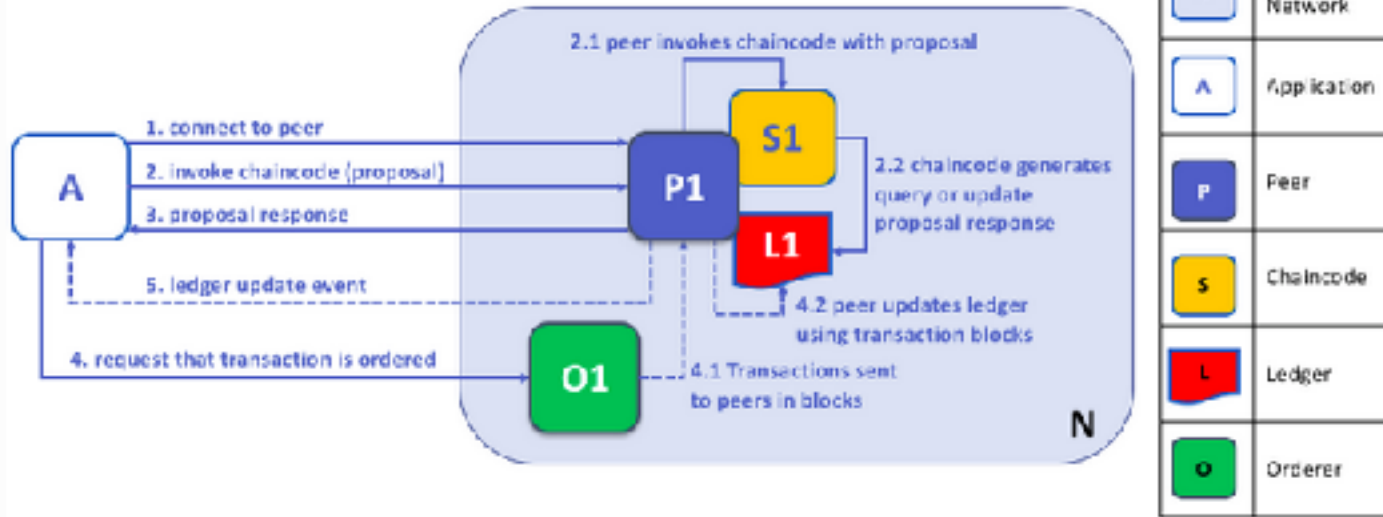 2.1 peer invokes chaincode with proposal
1. connect to peer
2. invoke chaincode (proposal)
3. proposal response
A
P1
S1
2.2 chaincode generates
query or update
proposal response
L1
5. ledger update event
4.2 peer updates ledger
using transaction blocks
4. request that transaction is ordered
O1
4.1 Transactions sent
to peers in blocks
N
Network
A
Application
P
Peer
S
Chaincode
L
Ledger
O
Orderer